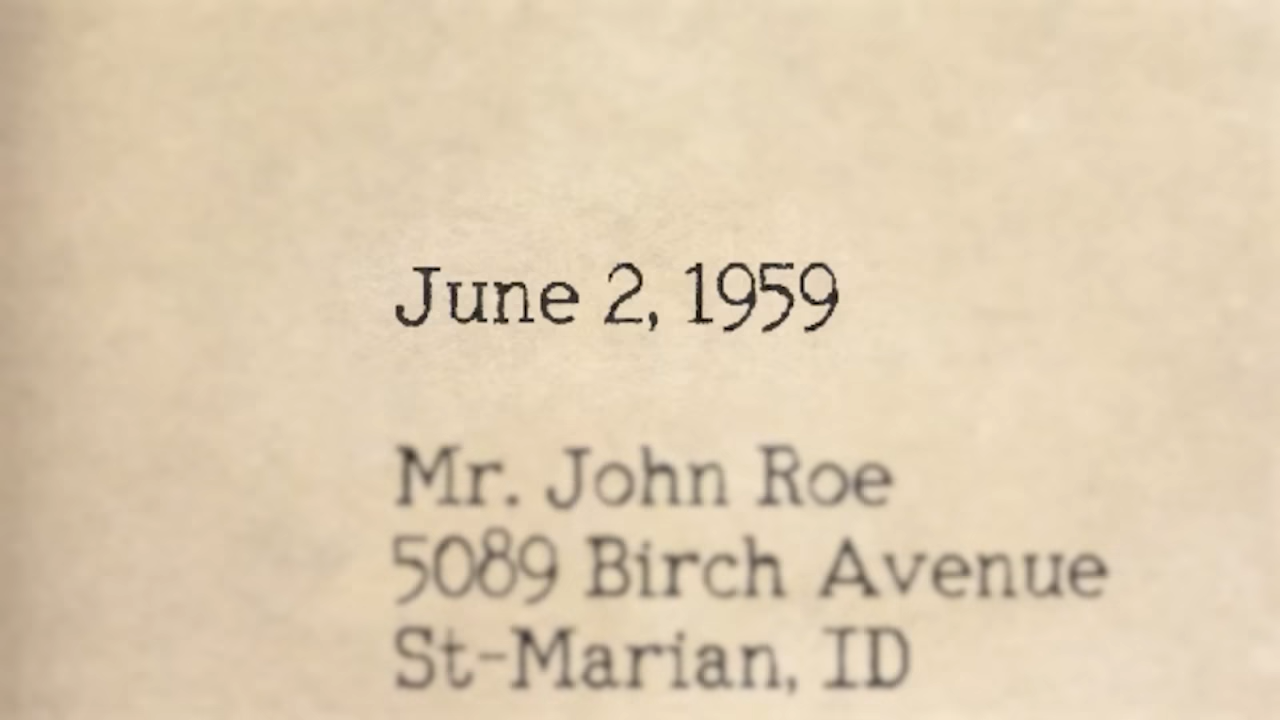 June 2, 1959
Mr. John Roe
5089 Birch Avenue
St-Marian, ID